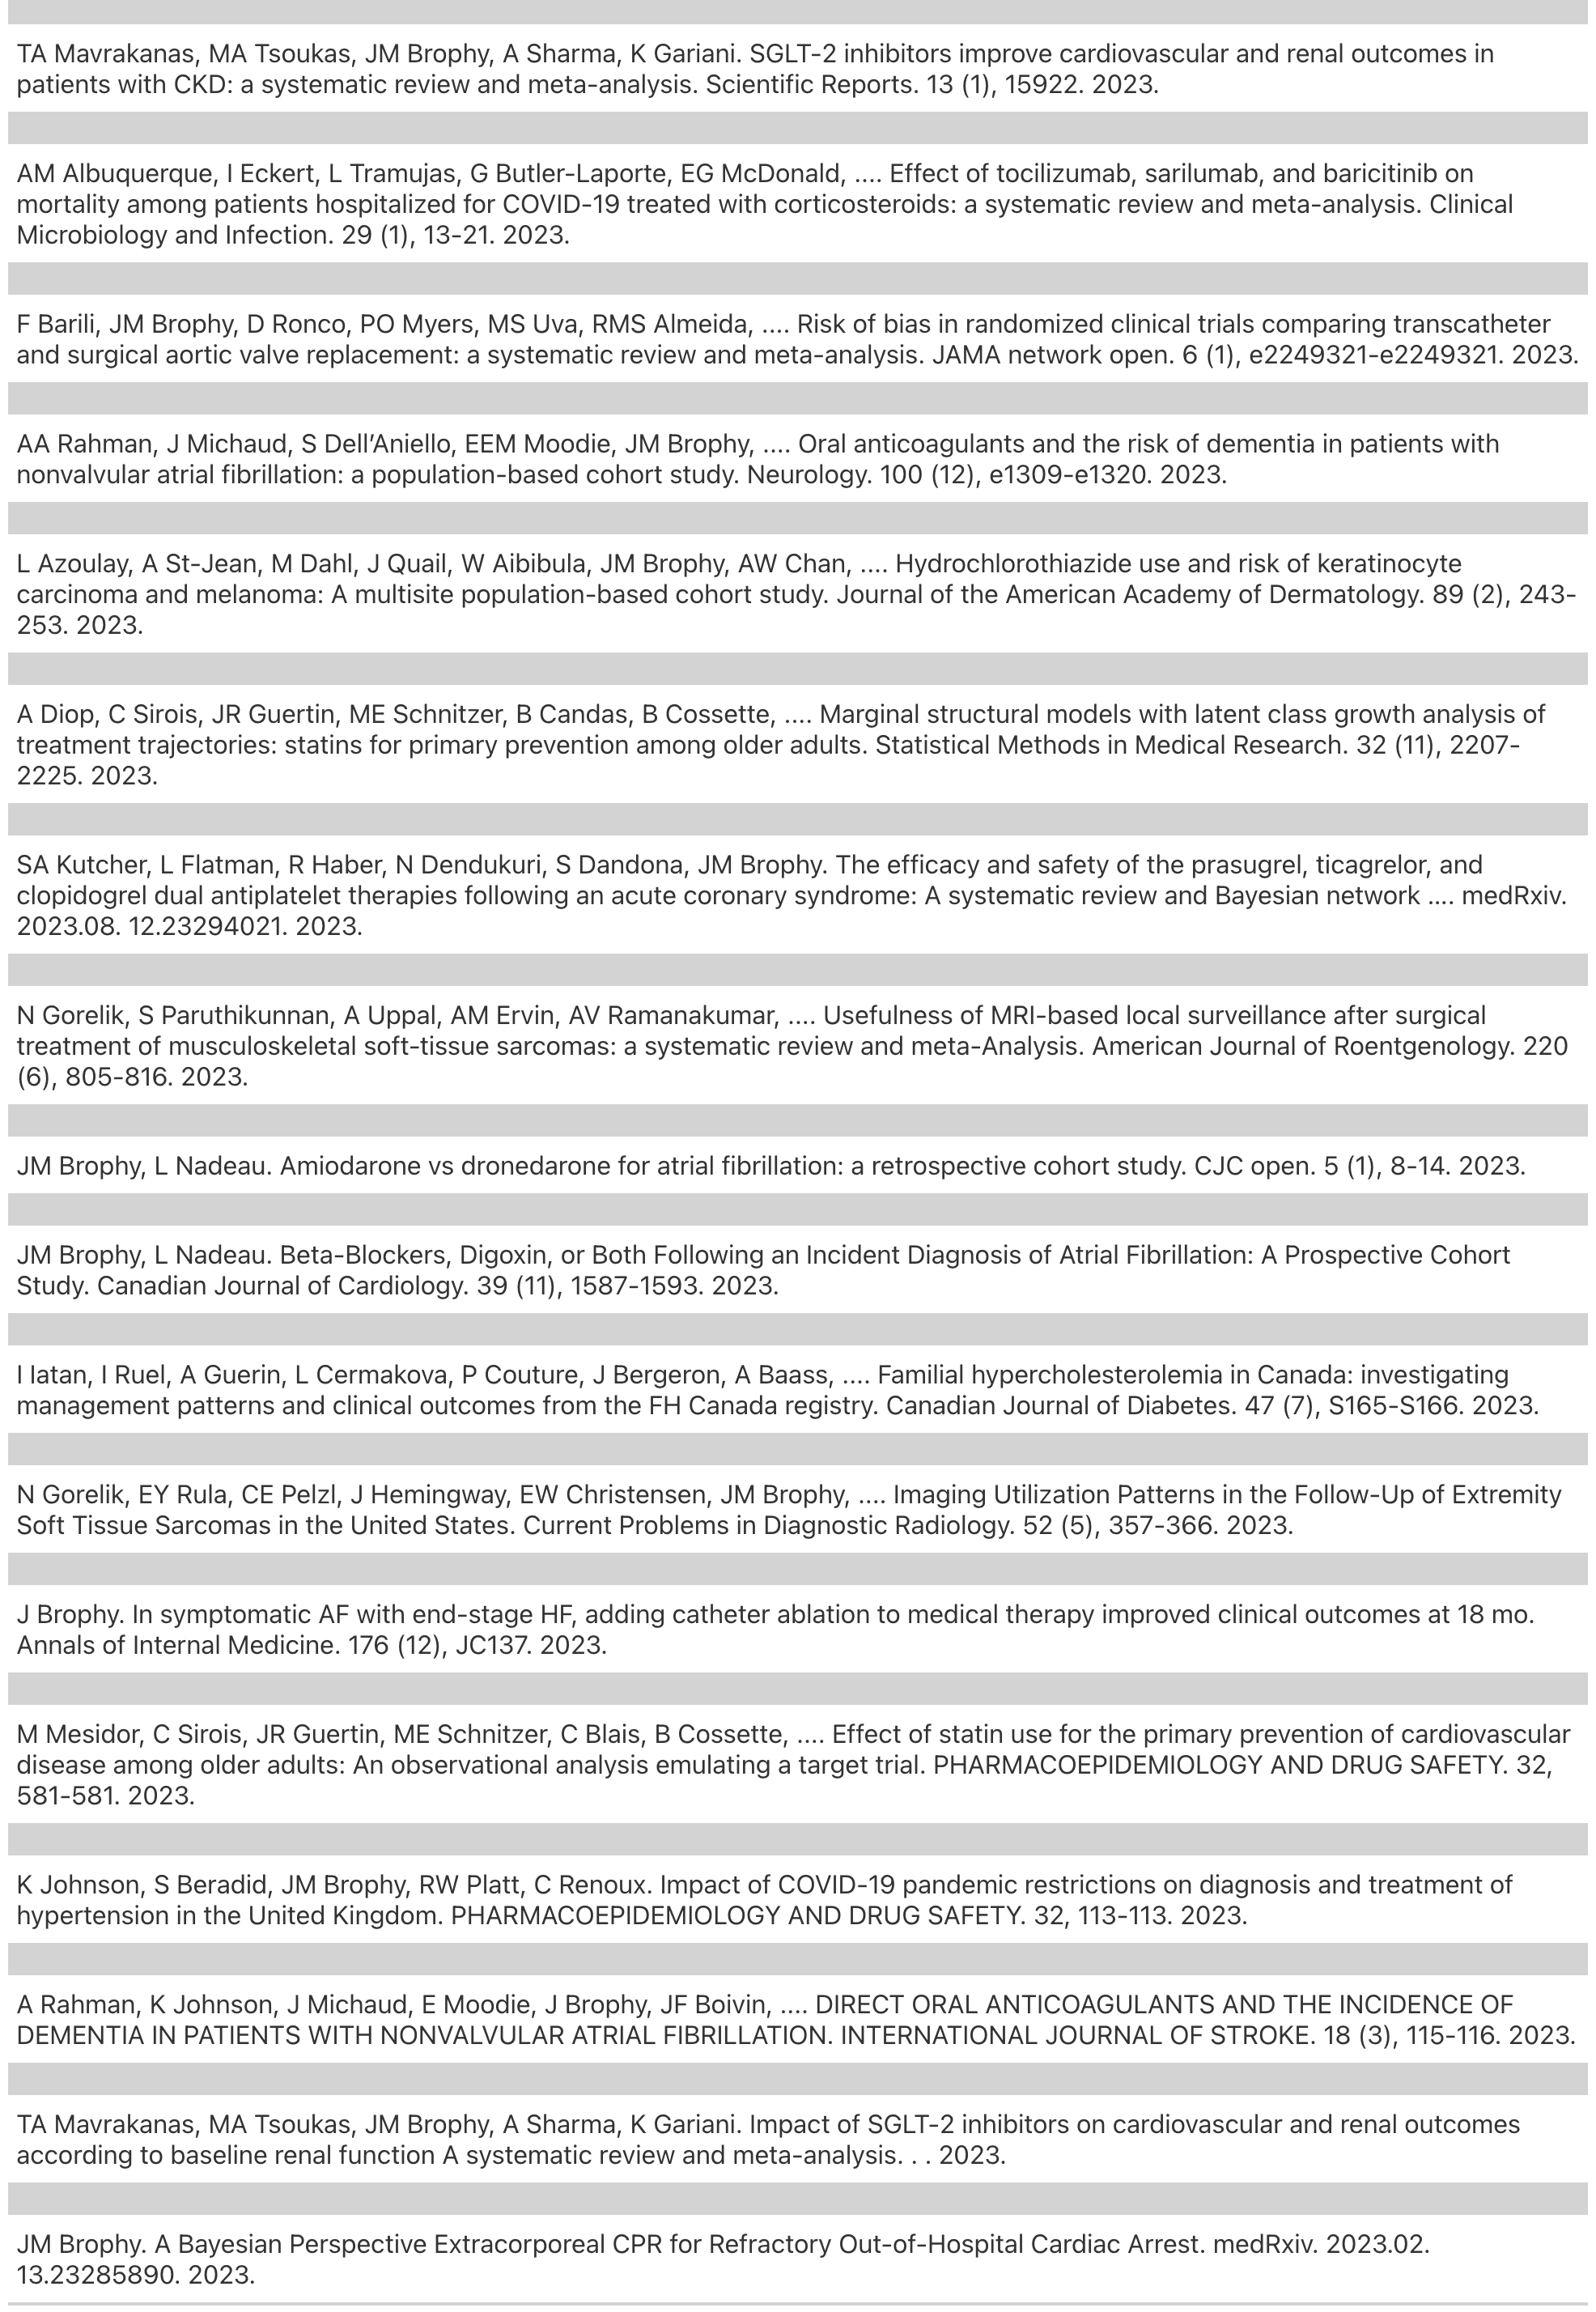 TA Mavrakanas, MA Tsoukas, JM Brophy, A Sharma, K Gariani. SGLT-2 inhibitors improve cardiovascular and renal outcomes in
patients with CKD: a systematic review and meta-analysis. Scientific Reports. 13 (1), 15922. 2023.
AM Albuquerque, I Eckert, L Tramujas, G Butler-Laporte, EG McDonald, .... Effect of tocilizumab, sarilumab, and baricitinib on
mortality among patients hospitalized for COVID-19 treated with corticosteroids: a systematic review and meta-analysis. Clinical
Microbiology and Infection. 29 (1), 13-21. 2023.
F Barili, JM Brophy, D Ronco, PO Myers, MS Uva, RMS Almeida, .... Risk of bias in randomized clinical trials comparing transcatheter
and surgical aortic valve replacement: a systematic review and meta-analysis. JAMA network open. 6 (1), e2249321-e2249321. 2023.
AA Rahman, J Michaud, S Dell’Aniello, EEM Moodie, JM Brophy, .... Oral anticoagulants and the risk of dementia in patients with
nonvalvular atrial fibrillation: a population-based cohort study. Neurology. 100 (12), e1309-e1320. 2023.
L Azoulay, A St-Jean, M Dahl, J Quail, W Aibibula, JM Brophy, AW Chan, .... Hydrochlorothiazide use and risk of keratinocyte
carcinoma and melanoma: A multisite population-based cohort study. Journal of the American Academy of Dermatology. 89 (2), 243-
253. 2023.
A Diop, C Sirois, JR Guertin, ME Schnitzer, B Candas, B Cossette, .... Marginal structural models with latent class growth analysis of
treatment trajectories: statins for primary prevention among older adults. Statistical Methods in Medical Research. 32 (11), 2207-
2225. 2023.
SA Kutcher, L Flatman, R Haber, N Dendukuri, S Dandona, JM Brophy. The efficacy and safety of the prasugrel, ticagrelor, and
clopidogrel dual antiplatelet therapies following an acute coronary syndrome: A systematic review and Bayesian network .... medRxiv.
2023.08. 12.23294021. 2023.
N Gorelik, S Paruthikunnan, A Uppal, AM Ervin, AV Ramanakumar, .... Usefulness of MRI-based local surveillance after surgical
treatment of musculoskeletal soft-tissue sarcomas: a systematic review and meta-Analysis. American Journal of Roentgenology. 220
(6), 805-816. 2023.
JM Brophy, L Nadeau. Amiodarone vs dronedarone for atrial fibrillation: a retrospective cohort study. CJC open. 5 (1), 8-14. 2023.
JM Brophy, L Nadeau. Beta-Blockers, Digoxin, or Both Following an Incident Diagnosis of Atrial Fibrillation: A Prospective Cohort
Study. Canadian Journal of Cardiology. 39 (11), 1587-1593. 2023.
I Iatan, I Ruel, A Guerin, L Cermakova, P Couture, J Bergeron, A Baass, .... Familial hypercholesterolemia in Canada: investigating
management patterns and clinical outcomes from the FH Canada registry. Canadian Journal of Diabetes. 47 (7), S165-S166. 2023.
N Gorelik, EY Rula, CE Pelzl, J Hemingway, EW Christensen, JM Brophy, .... Imaging Utilization Patterns in the Follow-Up of Extremity
Soft Tissue Sarcomas in the United States. Current Problems in Diagnostic Radiology. 52 (5), 357-366. 2023.
J Brophy. In symptomatic AF with end-stage HF, adding catheter ablation to medical therapy improved clinical outcomes at 18 mo.
Annals of Internal Medicine. 176 (12), JC137. 2023.
M Mesidor, C Sirois, JR Guertin, ME Schnitzer, C Blais, B Cossette, .... Effect of statin use for the primary prevention of cardiovascular
disease among older adults: An observational analysis emulating a target trial. PHARMACOEPIDEMIOLOGY AND DRUG SAFETY. 32,
581-581. 2023.
K Johnson, S Beradid, JM Brophy, RW Platt, C Renoux. Impact of COVID-19 pandemic restrictions on diagnosis and treatment of
hypertension in the United Kingdom. PHARMACOEPIDEMIOLOGY AND DRUG SAFETY. 32, 113-113. 2023.
A Rahman, K Johnson, J Michaud, E Moodie, J Brophy, JF Boivin, .... DIRECT ORAL ANTICOAGULANTS AND THE INCIDENCE OF
DEMENTIA IN PATIENTS WITH NONVALVULAR ATRIAL FIBRILLATION. INTERNATIONAL JOURNAL OF STROKE. 18 (3), 115-116. 2023.
TA Mavrakanas, MA Tsoukas, JM Brophy, A Sharma, K Gariani. Impact of SGLT-2 inhibitors on cardiovascular and renal outcomes
according to baseline renal function A systematic review and meta-analysis. . . 2023.
JM Brophy. A Bayesian Perspective Extracorporeal CPR for Refractory Out-of-Hospital Cardiac Arrest. medRxiv. 2023.02.
13.23285890. 2023.